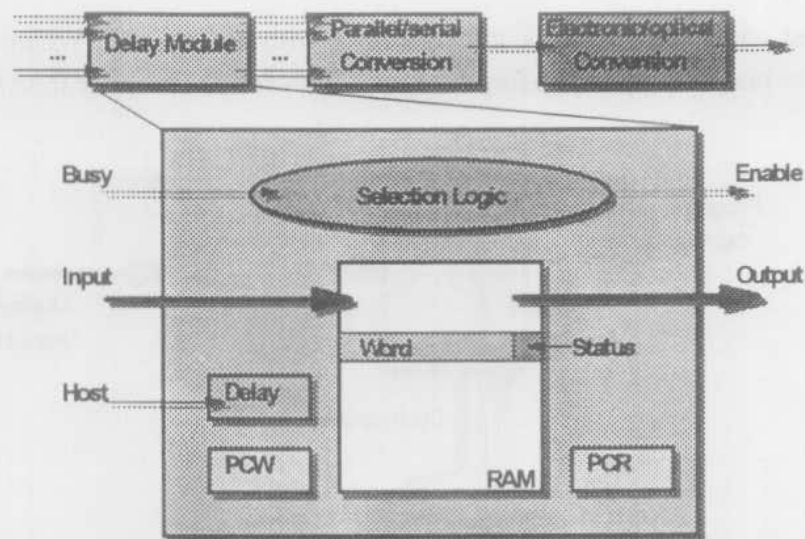 ...
Delay Module
...
Parallel/serial
Conversion
Electronic/optical
Conversion
Busy
Selection Logic
Enable
Input
Output
Word
Status
Host
Delay
PCW
RAM
PCR